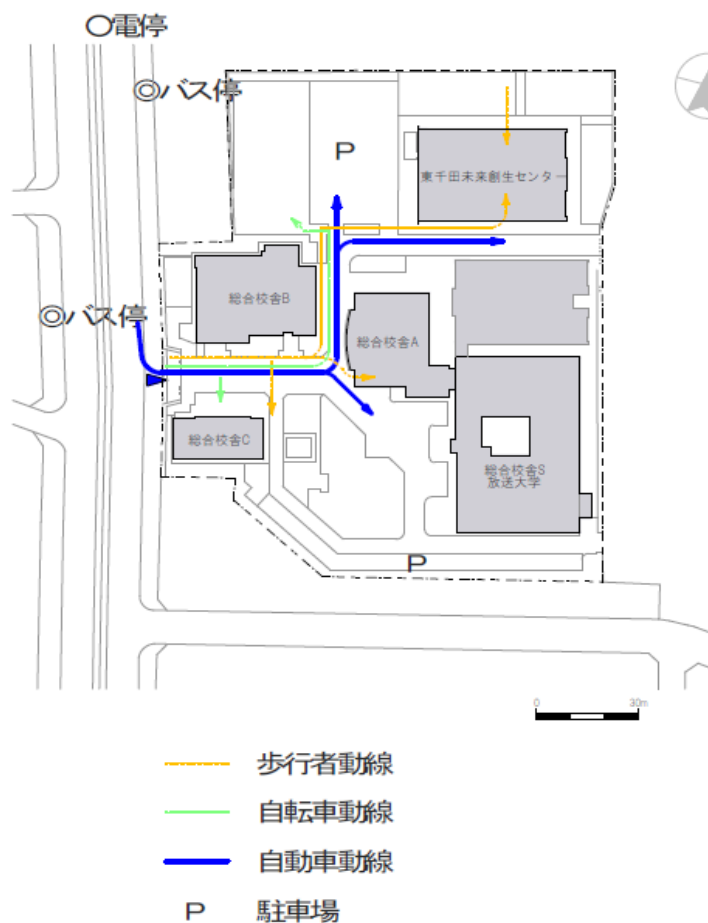 〇電停
◎バス停
P
東千田未来創生センター
総合校舎B
◎バス停
総合校舎A
総合校舎C
総合校舎S
放送大学
P
0 30m
歩行者動線
自転車動線
自動車動線
P 駐車場